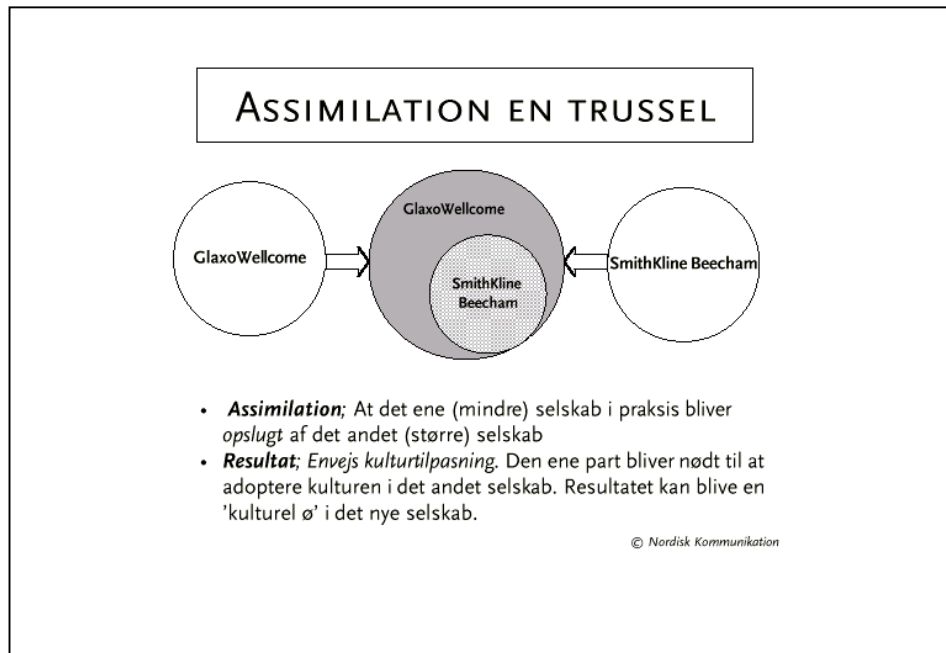 ASSIMILATION EN TRUSSEL
GlaxoWellcome
GlaxoWellcome
SmithKline
Beecham
SmithKline Beecham
• Assimilation; At det ene (mindre) selskab i praksis bliver
opslugt af det andet (større) selskab
• Resultat; Envejs kulturtilpasning. Den ene part bliver nødt til at
adoptere kulturen i det andet selskab. Resultatet kan blive en
’kulturel ø’ i det nye selskab.
© Nordisk Kommunikation